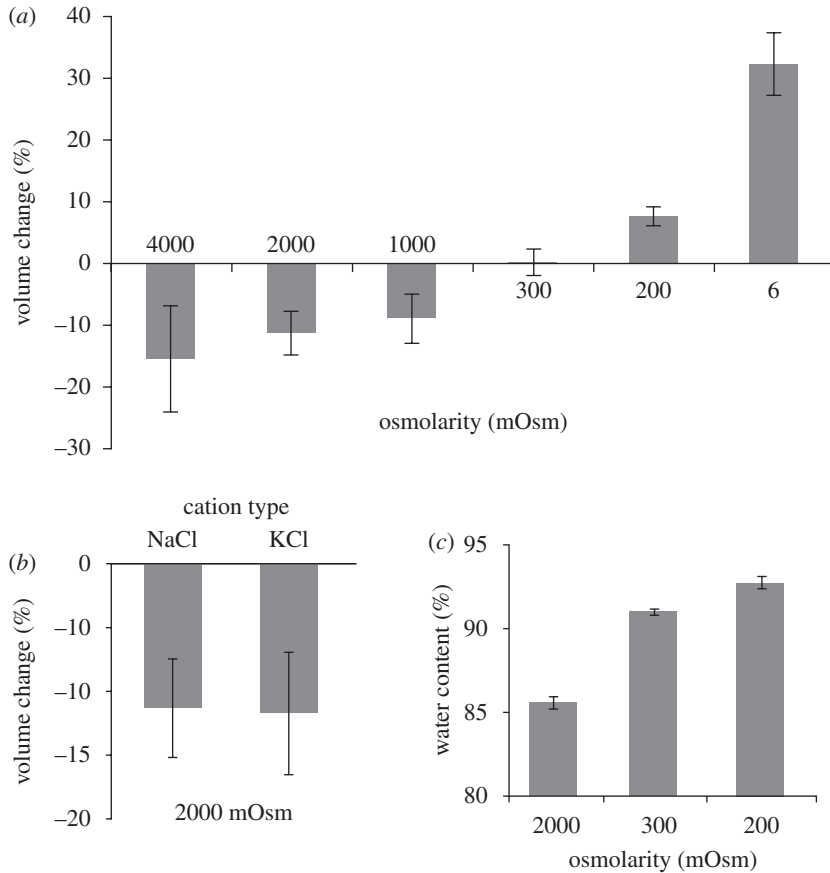 (a)
40
30
20
10
0
–10
–20
–30
volume change (%)
4000 2000 1000
300 200 6
osmolarity (mOsm)
(b)
cation type
NaCl KCl
0
–10
–10
–15
–20
volume change (%)
2000 mOsm
(c)
95
90
85
80
water content (%)
2000 300 200
osmolarity (mOsm)